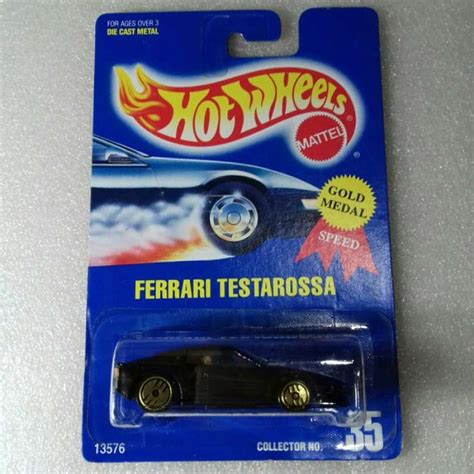 FOR AGES OVER 3
DIE CAST METAL
HOT WHEELS
MATTEL
GOLD
MEDAL
SPEED
FERRARI TESTAROSSA
13576
COLLECTOR NO. 35